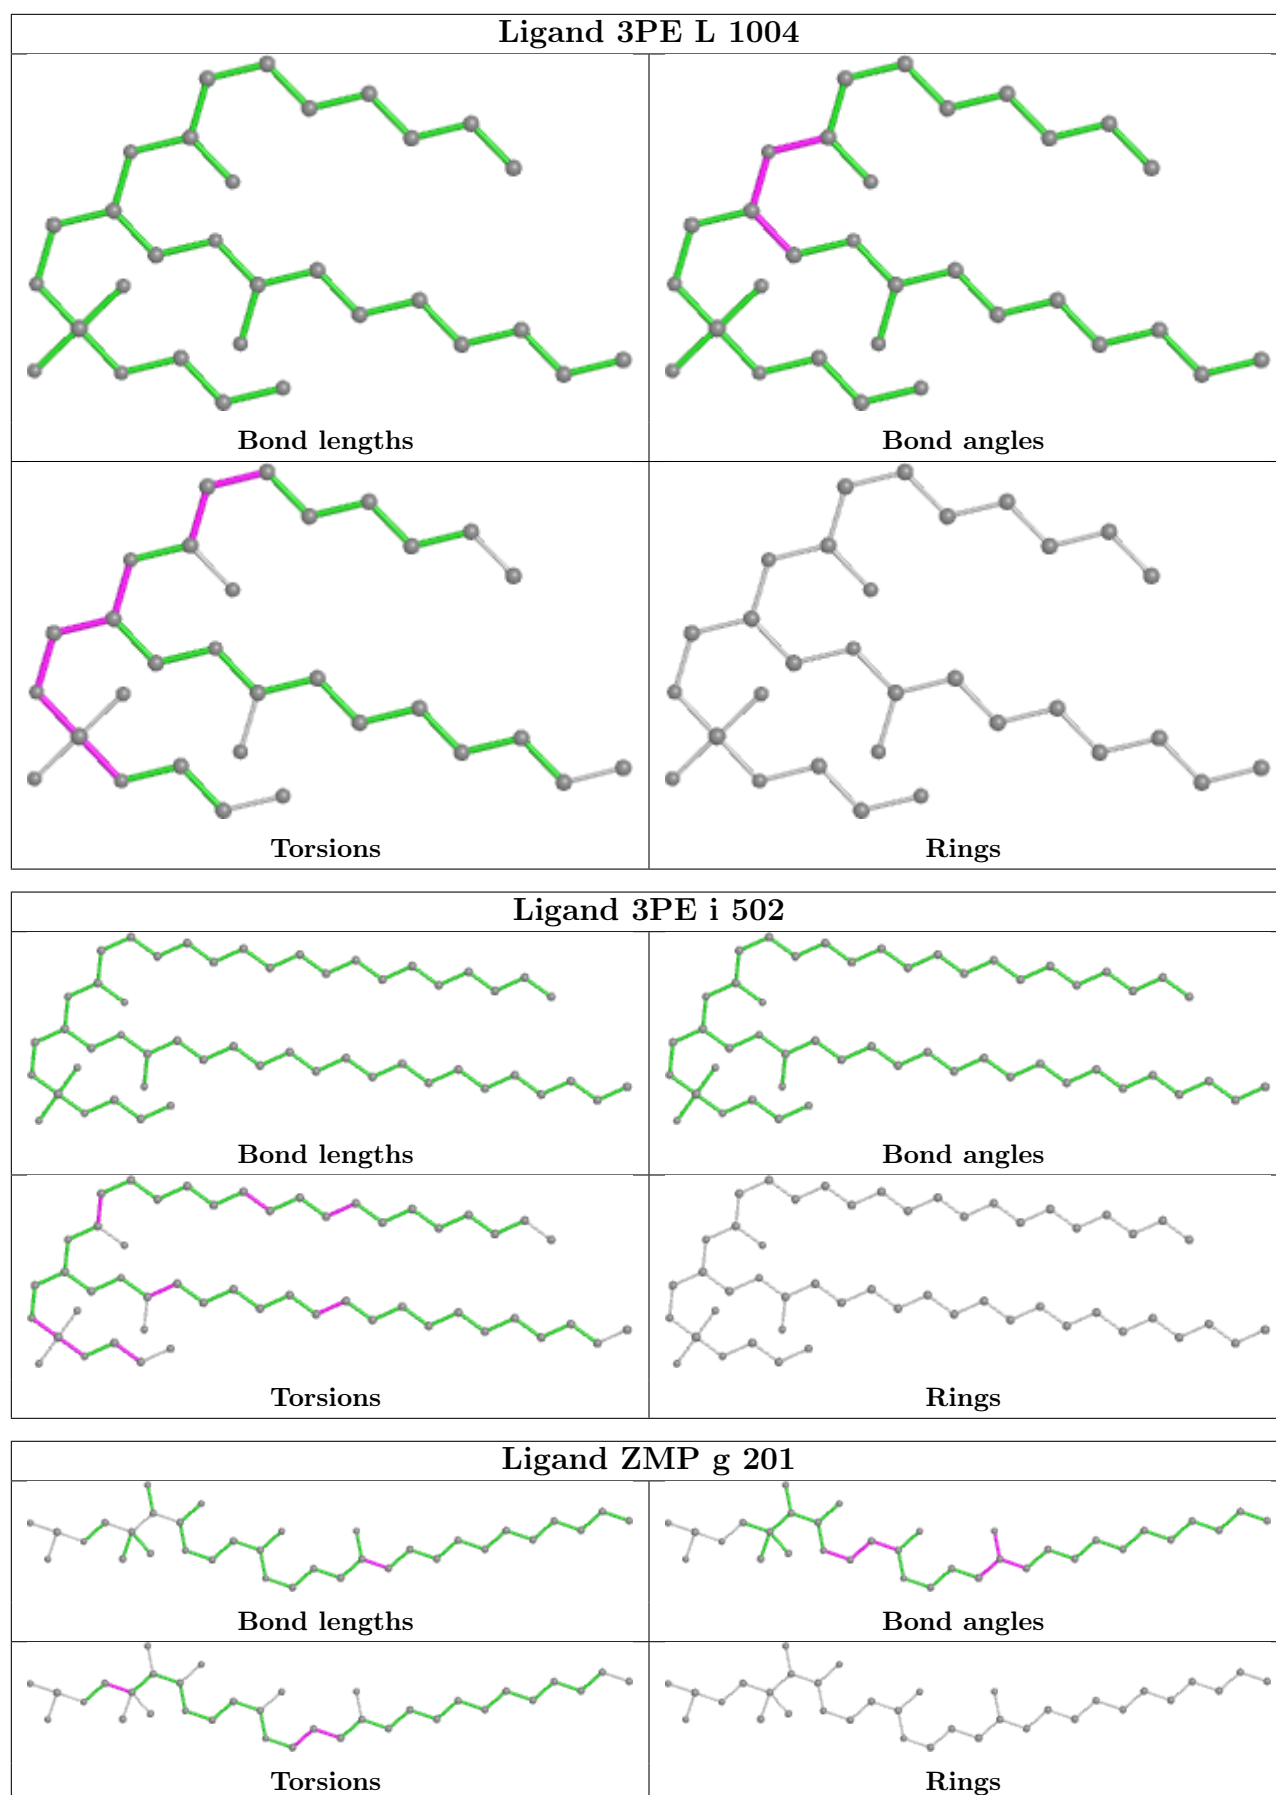 Ligand 3PE L 1004
Bond lengths
Bond angles
Torsions
Rings
Ligand 3PE i 502
Bond lengths
Bond angles
Torsions
Rings
Ligand ZMP g 201
Bond lengths
Bond angles
Torsions
Rings